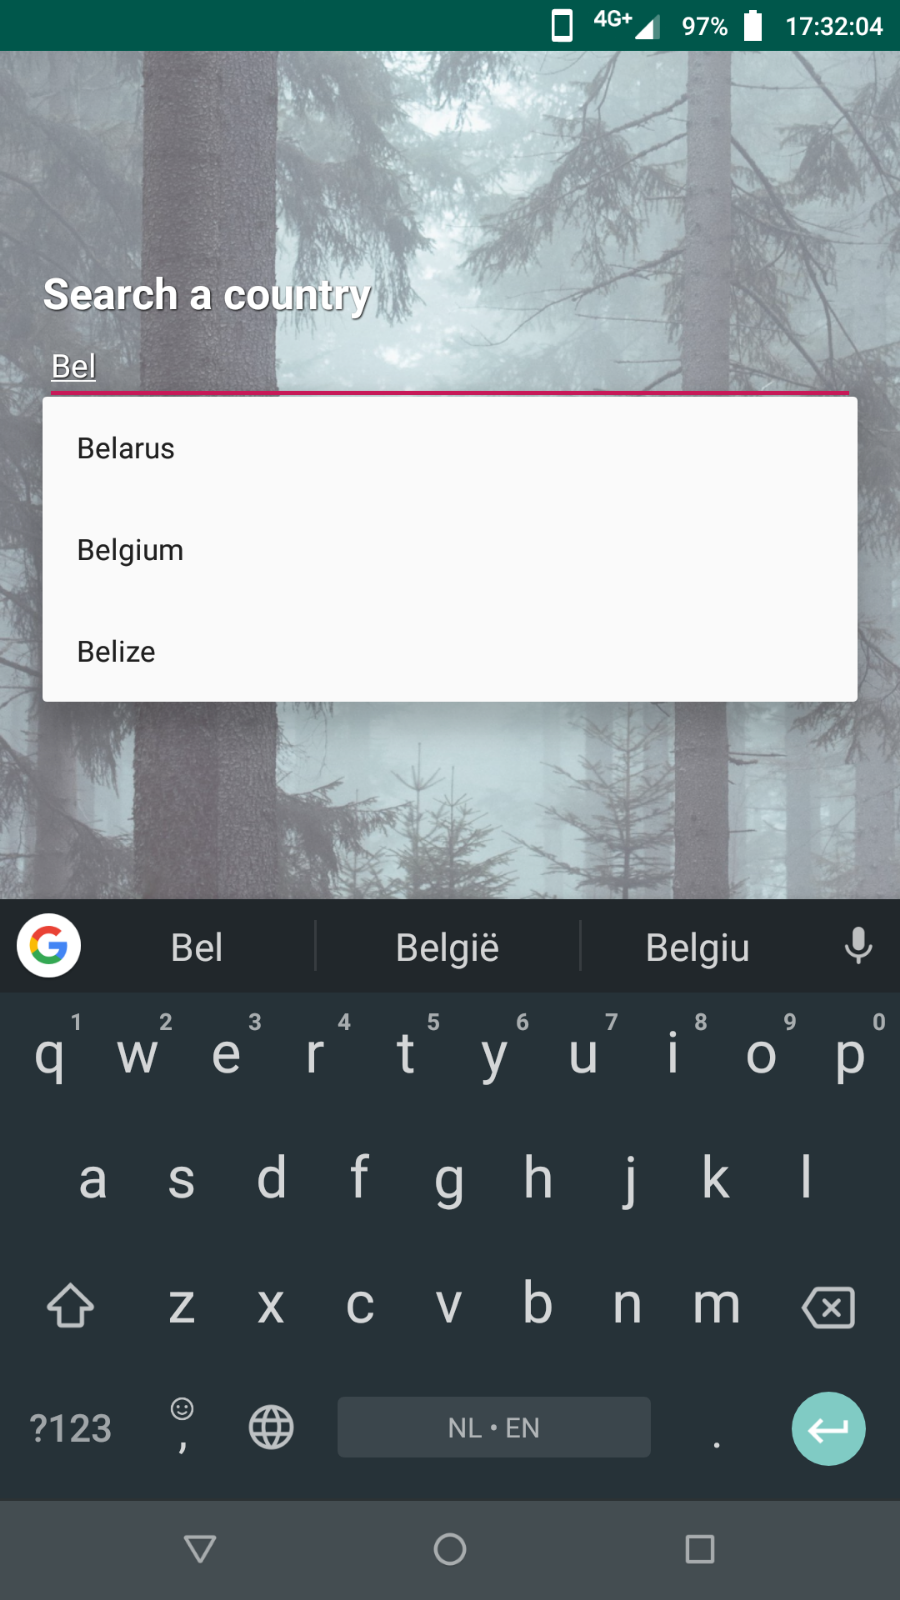 4G+ 97% 17:32:04
Search a country
Bel
Belarus
Belgium
Belize
Bel België Belgiu
1 2 3 4 5 6 7 8 9 0
q w e r t y u i o p
a s d f g h j k l
z x c v b n m
?123 , NL • EN .